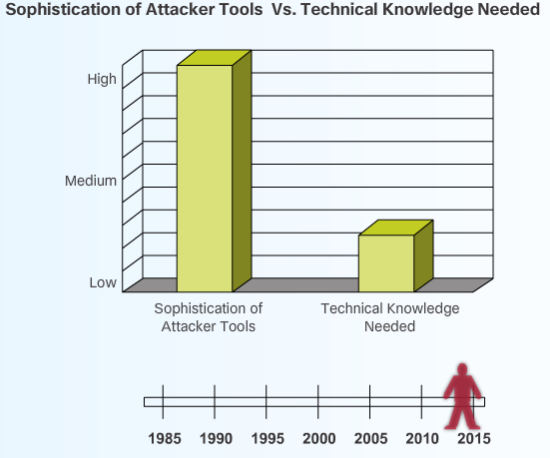 Sophistication of Attacker Tools Vs. Technical Knowledge Needed
High
Medium
Low
Sophistication of
Attacker Tools
Technical Knowledge
Needed
1985 1990 1995 2000 2005 2010 2015